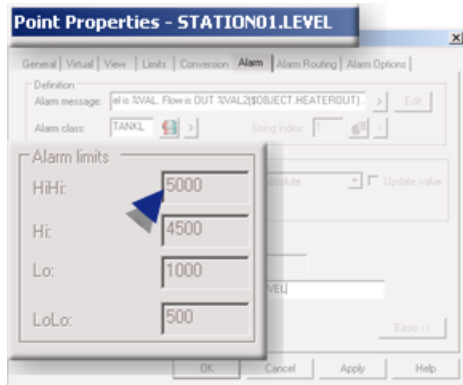 Point Properties - STATION01.LEVEL
General Virtual View Limits Conversion Alarm Alarm Routing Alarm Options
Definition
Alarm message: el is %VAL. Flow is OUT %VAL2($OBJECT.HEATEROUT). > Edit
Alarm class: TANKL > String index: 1 >
Alarm limits
HiHi: 5000
Absolute Update value
Hi: 4500
Lo: 1000
VEL
LoLo: 500
Basic <<
OK Cancel Apply Help